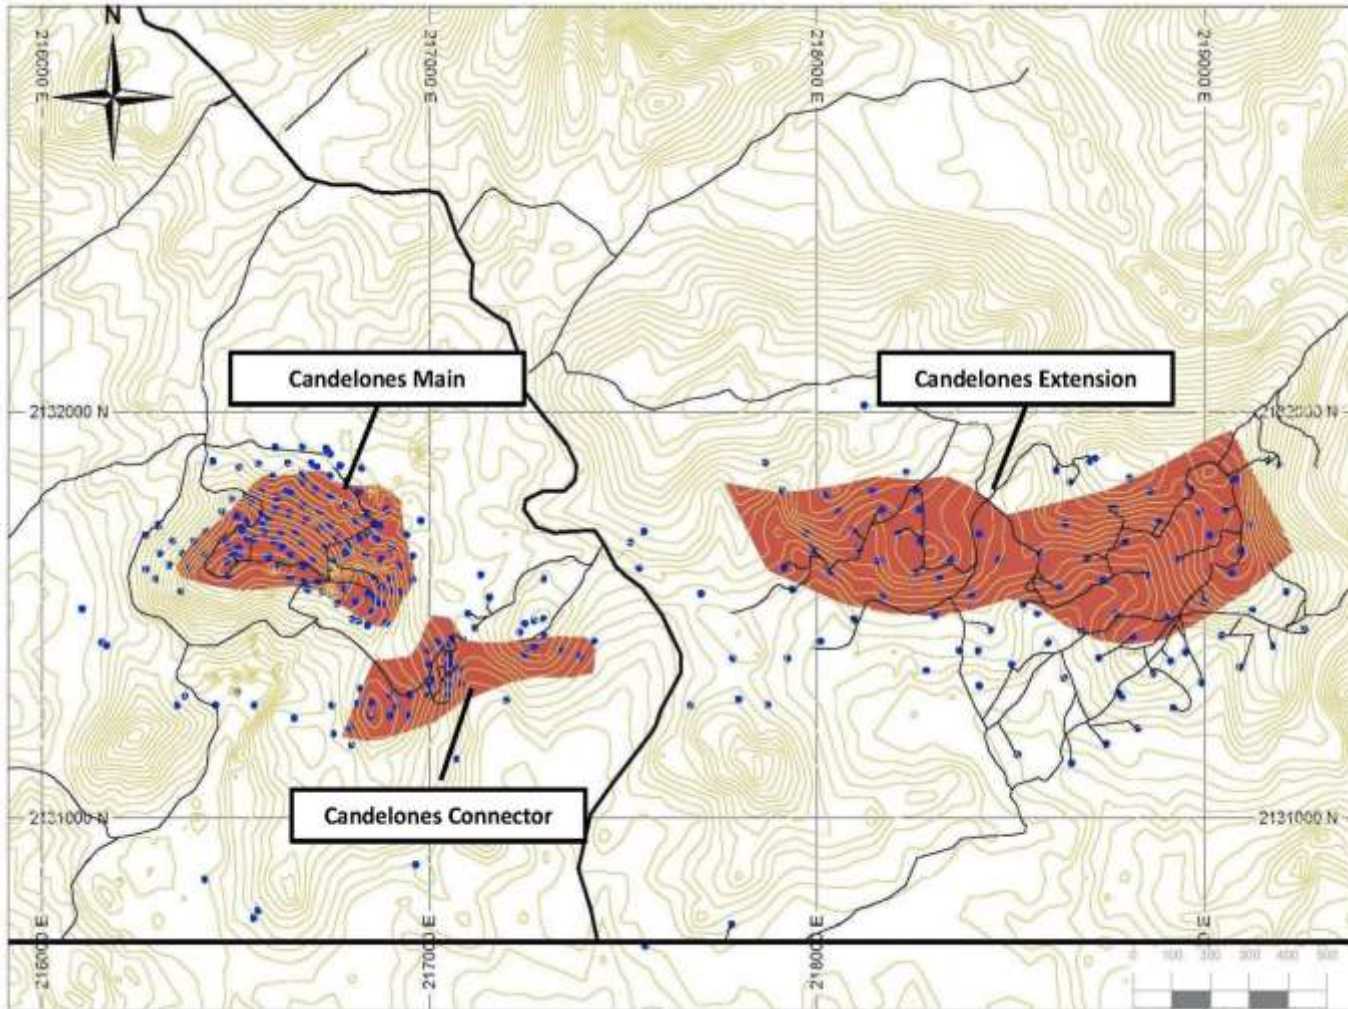 N
216000 E
217000 E
218000 E
219000 E
Candelones Main
Candelones Extension
2132000 N
2132000 N
Candelones Connector
2131000 N
2131000 N
216000 E
217000 E
218000 E
E
0 100 200 300 400 500